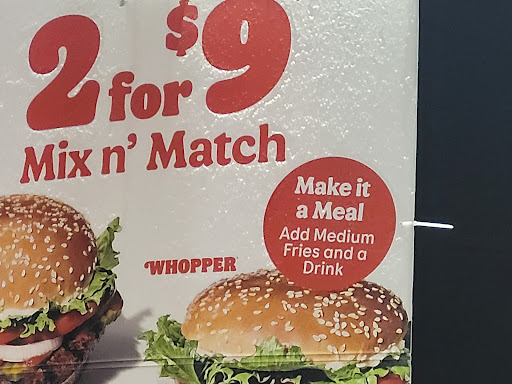 2 for $9
Mix n' Match
Make it
a Meal
Add Medium
Fries and a
Drink
WHOPPER